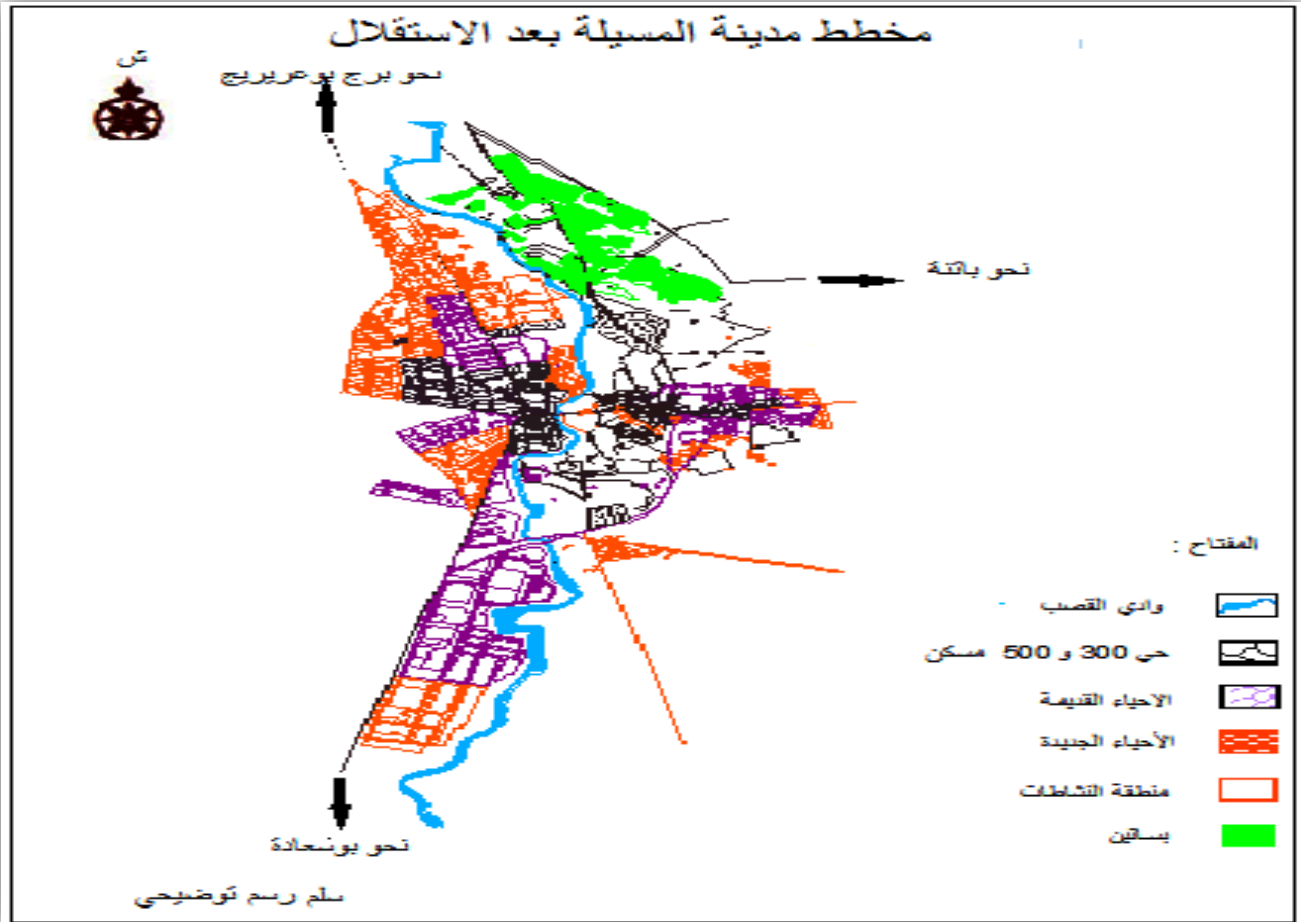 مخطط مدينة المسيلة بعد الاستقلال
ش
نحو برج بوعريريج
نحو باتنة
المفتاح :
وادي القصب
حي 300 و 500 مسكن
الاحياء القديمة
الأحياء الجديدة
منطقة النشاطات
بساتين
نحو بوسعادة
سلم رسم توضيحي